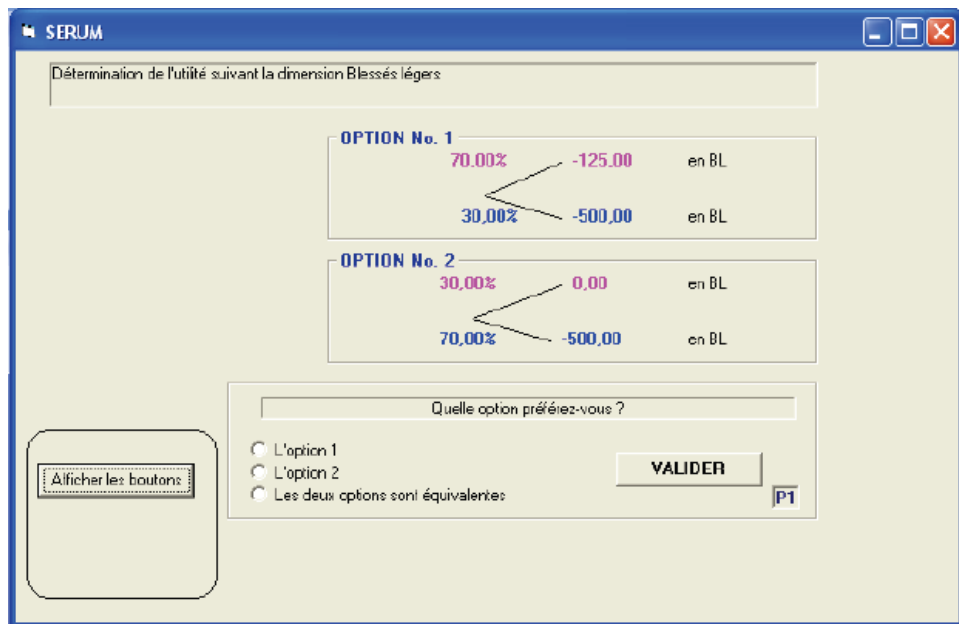 SERUM
Détermination de l'utilité suivant la dimension Blessés légers
OPTION No. 1
70.00% -125.00 en BL
30,00% -500,00 en BL
OPTION No. 2
30,00% 0,00 en BL
70,00% -500,00 en BL
Quelle option préférez-vous ?
L'option 1
L'option 2
Les deux options sont équivalentes
VALIDER
P1
Afficher les boutons